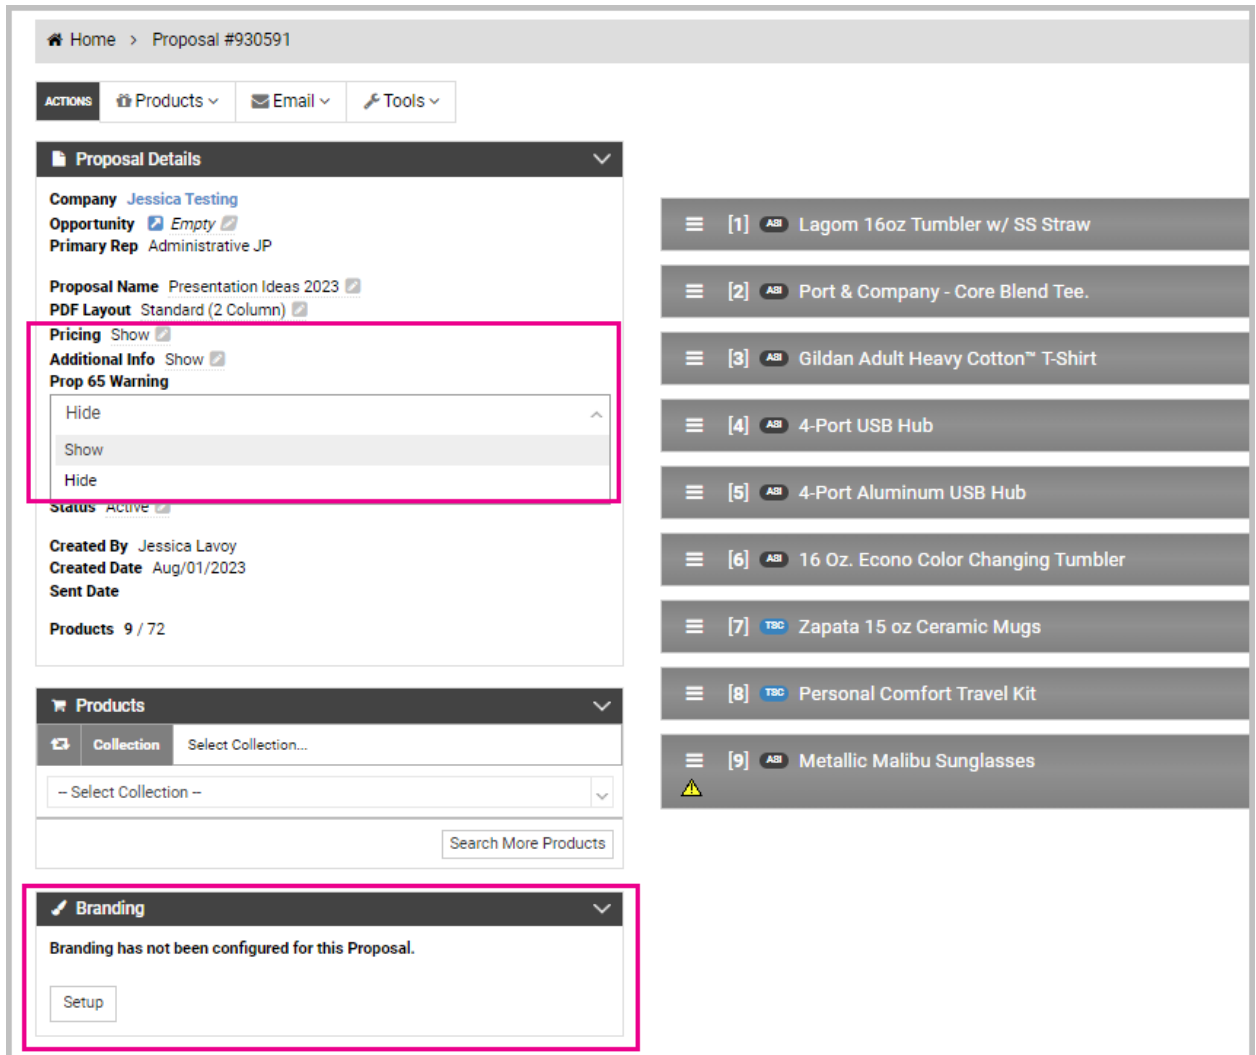 Home > Proposal #930591
ACTIONS Products Email Tools
Proposal Details
Company Jessica Testing
Opportunity Empty
Primary Rep Administrative JP
Proposal Name Presentation Ideas 2023
PDF Layout Standard (2 Column)
Pricing Show
Additional Info Show
Prop 65 Warning
Hide
Show
Hide
Status Active
Created By Jessica Lavoy
Created Date Aug/01/2023
Sent Date
Products 9 / 72
Products
Collection Select Collection...
-- Select Collection --
Search More Products
Branding
Branding has not been configured for this Proposal.
Setup
[1] ASI Lagom 16oz Tumbler w/ SS Straw
[2] ASI Port & Company - Core Blend Tee.
[3] ASI Gildan Adult Heavy Cotton™ T-Shirt
[4] ASI 4-Port USB Hub
[5] ASI 4-Port Aluminum USB Hub
[6] ASI 16 Oz. Econo Color Changing Tumbler
[7] TSC Zapata 15 oz Ceramic Mugs
[8] TSC Personal Comfort Travel Kit
[9] ASI Metallic Malibu Sunglasses